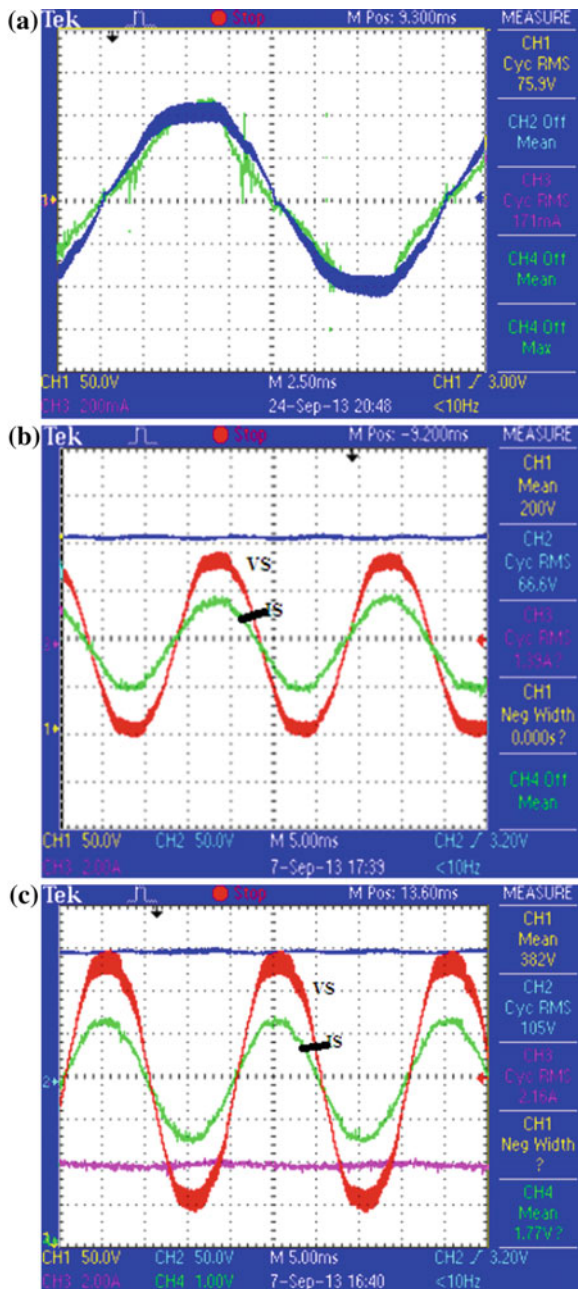 (a)
Tek Stop M Pos: 9.300ms MEASURE
CH1
Cyc RMS
75.9V
CH2 Off
Mean
CH3
Cyc RMS
171mA
CH4 Off
Mean
CH4 Off
Max
1
CH1 50.0V M 2.50ms CH1 3.00V
CH3 200mA 24-Sep-13 20:48 <10Hz
(b)
Tek Stop M Pos: -9.200ms MEASURE
CH1
Mean
200V
CH2
Cyc RMS
66.6V
CH3
Cyc RMS
1.39A?
CH1
Neg Width
0.000s?
CH4 Off
Mean
VS
IS
2
1
CH1 50.0V CH2 50.0V M 5.00ms CH2 3.20V
CH3 2.00A 7-Sep-13 17:39 <10Hz
(c)
Tek Stop M Pos: 13.60ms MEASURE
CH1
Mean
382V
CH2
Cyc RMS
105V
CH3
Cyc RMS
2.16A
CH1
Neg Width
?
CH4
Mean
1.77V?
VS
IS
2
CH1 50.0V CH2 50.0V M 5.00ms CH2 3.20V
CH3 2.00A CH4 1.00V 7-Sep-13 16:40 <10Hz